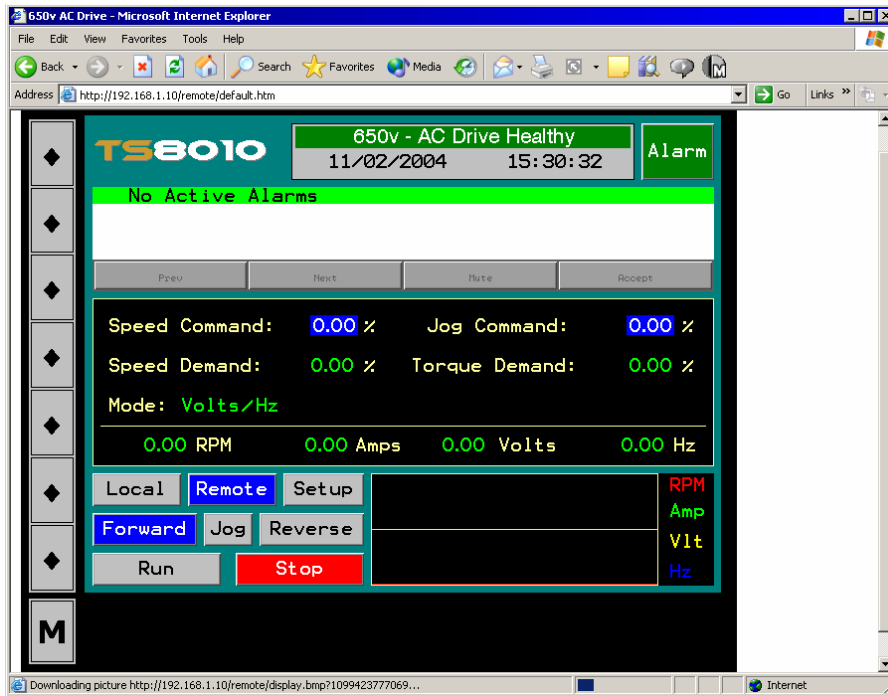 650v AC Drive - Microsoft Internet Explorer
File Edit View Favorites Tools Help
Back Search Favorites Media
Address http://192.168.1.10/remote/default.htm Go Links »
TS8010
650v - AC Drive Healthy
11/02/2004 15:30:32
Alarm
No Active Alarms
Prev Next Mute Accept
Speed Command: 0.00 % Jog Command: 0.00 %
Speed Demand: 0.00 % Torque Demand: 0.00 %
Mode: Volts/Hz
0.00 RPM 0.00 Amps 0.00 Volts 0.00 Hz
Local Remote Setup
Forward Jog Reverse
Run Stop
RPM
Amp
Vlt
Hz
M
Downloading picture http://192.168.1.10/remote/display.bmp?1099423777069... Internet